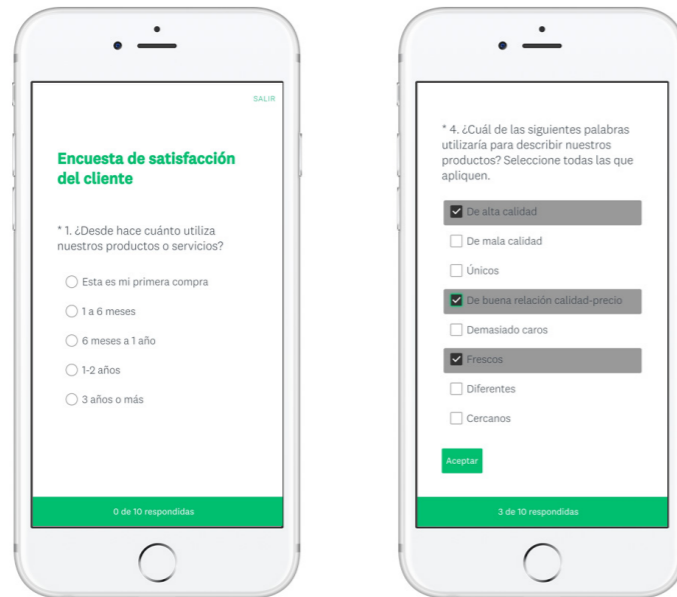 SALIR
Encuesta de satisfacción
del cliente
* 1. ¿Desde hace cuánto utiliza
nuestros productos o servicios?
Esta es mi primera compra
1 a 6 meses
6 meses a 1 año
1-2 años
3 años o más
0 de 10 respondidas
* 4. ¿Cuál de las siguientes palabras
utilizaría para describir nuestros
productos? Seleccione todas las que
apliquen.
De alta calidad
De mala calidad
Únicos
De buena relación calidad-precio
Demasiado caros
Frescos
Diferentes
Cercanos
Aceptar
3 de 10 respondidas